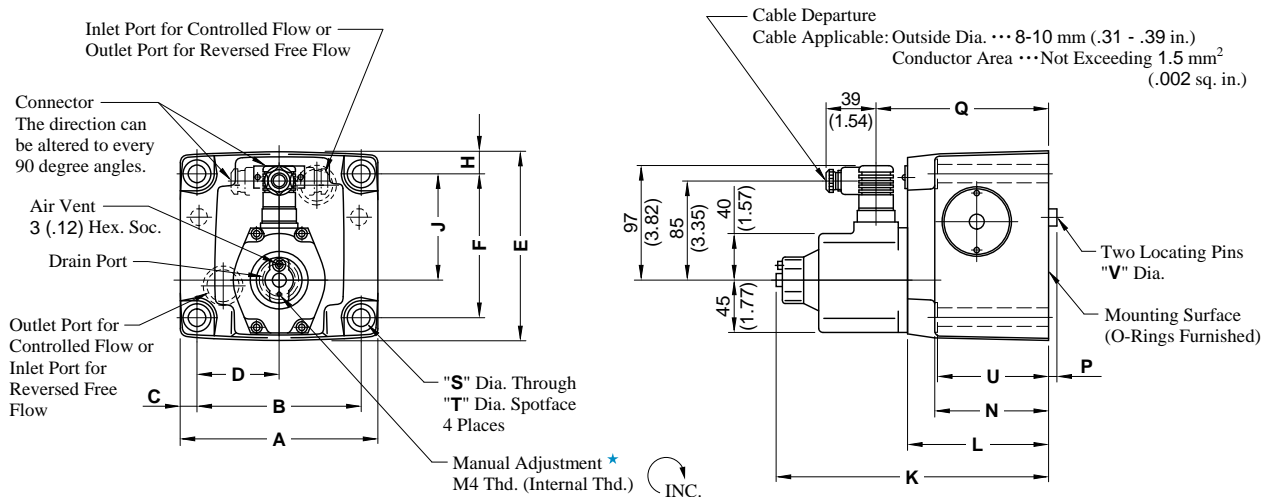 Inlet Port for Controlled Flow or
Outlet Port for Reversed Free Flow
Connector
The direction can
be altered to every
90 degree angles.
Air Vent
3 (.12) Hex. Soc.
Drain Port
Outlet Port for
Controlled Flow or
Inlet Port for
Reversed Free
Flow
H
J
F
E
D
C
B
A
"S" Dia. Through
"T" Dia. Spotface
4 Places
Manual Adjustment ★
M4 Thd. (Internal Thd.)
INC.
Cable Departure
Cable Applicable: Outside Dia. ··· 8-10 mm (.31 - .39 in.)
Conductor Area ··· Not Exceeding 1.5 mm²
(.002 sq. in.)
39
(1.54)
Q
97
(3.82)
85
(3.35)
40
(1.57)
45
(1.77)
Two Locating Pins
"V" Dia.
Mounting Surface
(O-Rings Furnished)
P
U
N
L
K